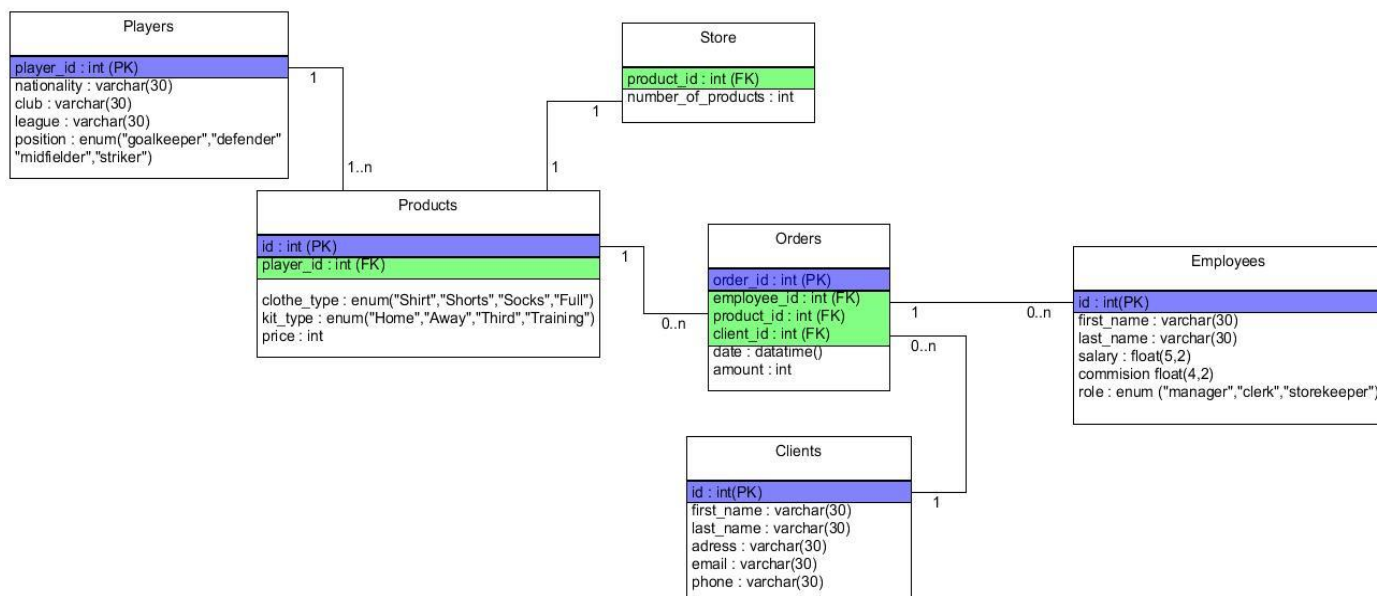 Players
player_id : int (PK)
nationality : varchar(30)
club : varchar(30)
league : varchar(30)
position : enum("goalkeeper","defender"
"midfielder","striker")
1
1..n
Store
product_id : int (FK)
number_of_products : int
1
1
Products
id : int (PK)
player_id : int (FK)
clothe_type : enum("Shirt","Shorts","Socks","Full")
kit_type : enum("Home","Away","Third","Training")
price : int
1
0..n
Orders
order_id : int (PK)
employee_id : int (FK)
product_id : int (FK)
client_id : int (FK)
date : datatime()
amount : int
1
0..n
0..n
Employees
id : int(PK)
first_name : varchar(30)
last_name : varchar(30)
salary : float(5,2)
commision float(4,2)
role : enum ("manager","clerk","storekeeper")
Clients
id : int(PK)
first_name : varchar(30)
last_name : varchar(30)
adress : varchar(30)
email : varchar(30)
phone : varchar(30)
1